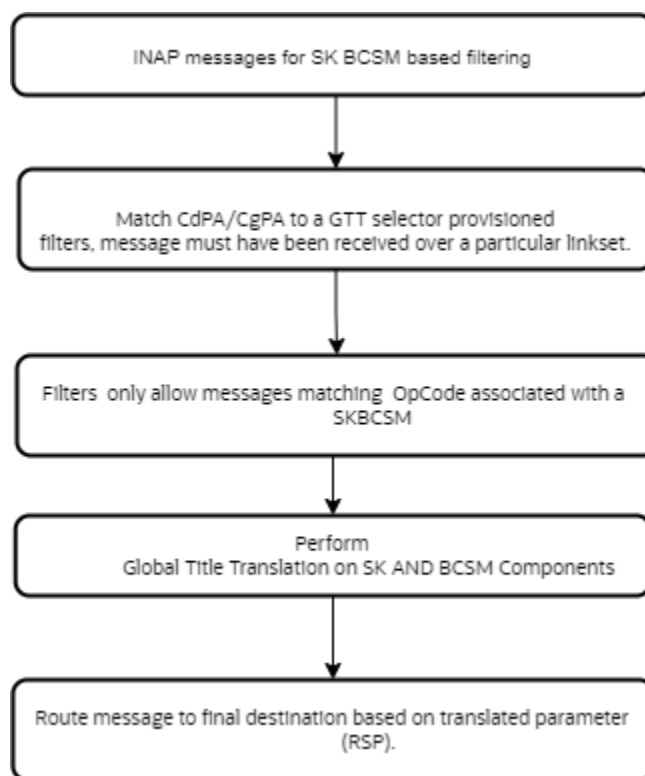 INAP messages for SK BCSM based filtering
Match CdPA/CgPA to a GTT selector provisioned
filters, message must have been received over a particular linkset.
Filters only allow messages matching OpCode associated with a
SKBCSM
Perform
Global Title Translation on SK AND BCSM Components
Route message to final destination based on translated parameter
(RSP).